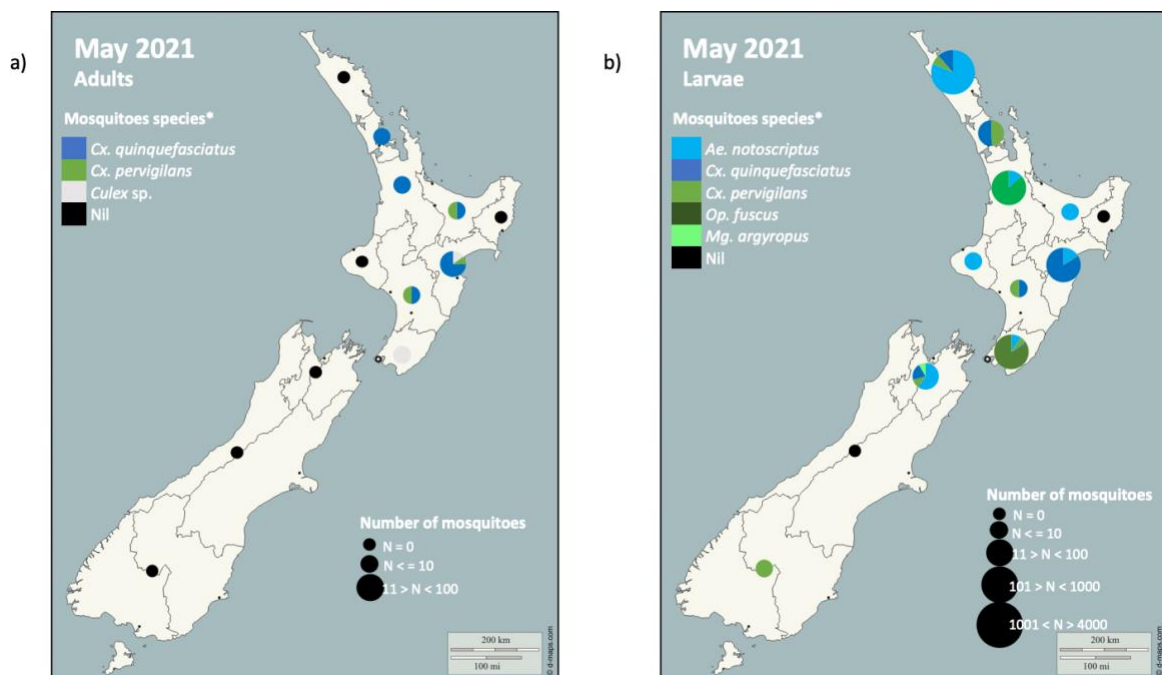 a)
May 2021
Adults
Mosquitoes species*
Cx. quinquefasciatus
Cx. pervigilans
Culex sp.
Nil
Number of mosquitoes
N = 0
N < = 10
11 > N < 100
200 km
100 mi
© d-maps.com
b)
May 2021
Larvae
Mosquitoes species*
Ae. notoscriptus
Cx. quinquefasciatus
Cx. pervigilans
Op. fuscus
Mg. argyropus
Nil
Number of mosquitoes
N = 0
N < = 10
11 > N < 100
101 > N < 1000
1001 < N > 4000
200 km
100 mi
© d-maps.com